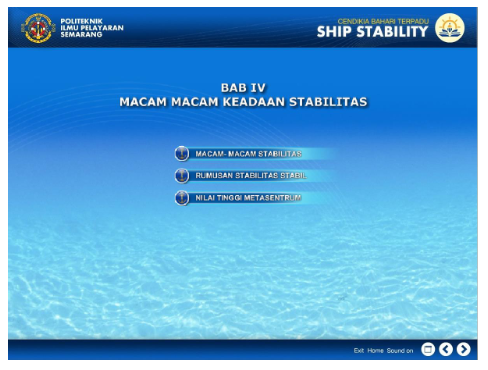 POLITEKNIK
ILMU PELAYARAN
SEMARANG
CENDIKIA BAHARI TERPADU
SHIP STABILITY
BAB IV
MACAM MACAM KEADAAN STABILITAS
MACAM- MACAM STABILITAS
RUMUSAN STABILITAS STABIL
NILAI TINGGI METASENTRUM
Exit Home Sound on